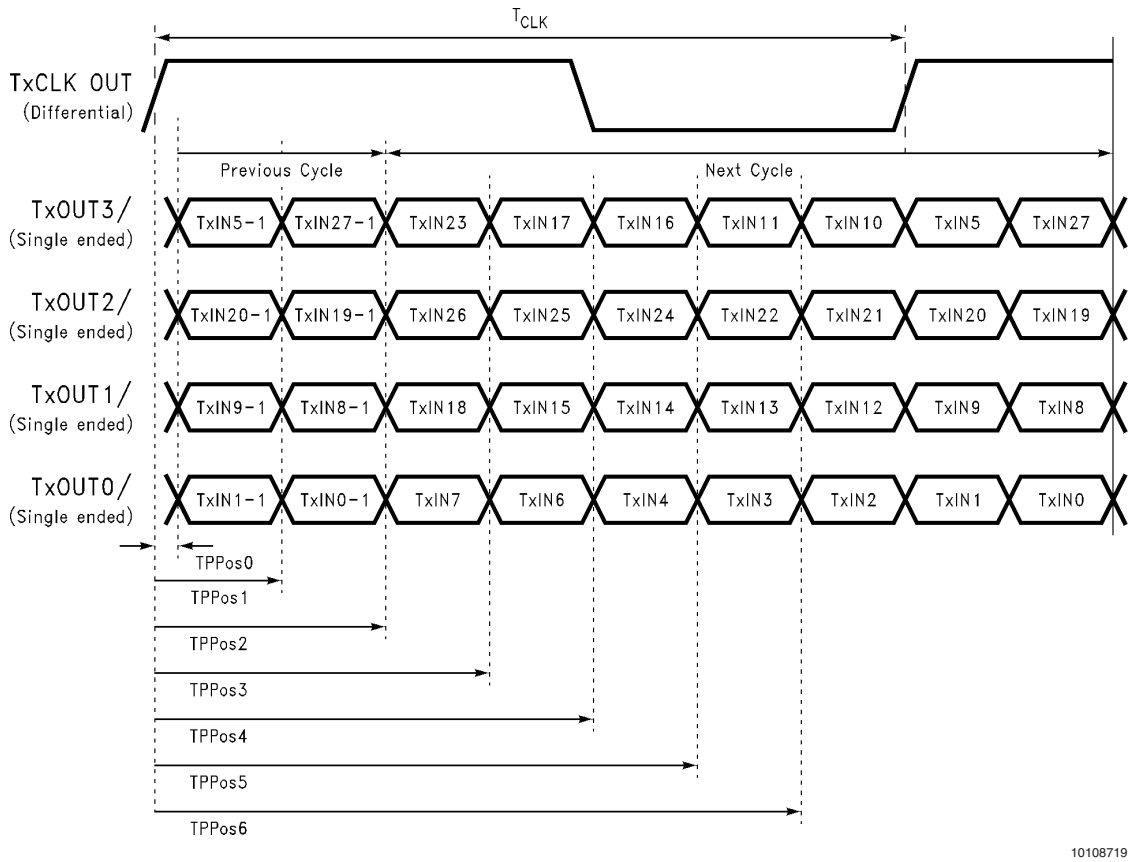 TCLK
TxCLK OUT
(Differential)
Previous Cycle Next Cycle
TxOUT3/
(Single ended)
TxIN5-1 TxIN27-1 TxIN23 TxIN17 TxIN16 TxIN11 TxIN10 TxIN5 TxIN27
TxOUT2/
(Single ended)
TxIN20-1 TxIN19-1 TxIN26 TxIN25 TxIN24 TxIN22 TxIN21 TxIN20 TxIN19
TxOUT1/
(Single ended)
TxIN9-1 TxIN8-1 TxIN18 TxIN15 TxIN14 TxIN13 TxIN12 TxIN9 TxIN8
TxOUT0/
(Single ended)
TxIN1-1 TxIN0-1 TxIN7 TxIN6 TxIN4 TxIN3 TxIN2 TxIN1 TxIN0
TPPos0
TPPos1
TPPos2
TPPos3
TPPos4
TPPos5
TPPos6
10108719